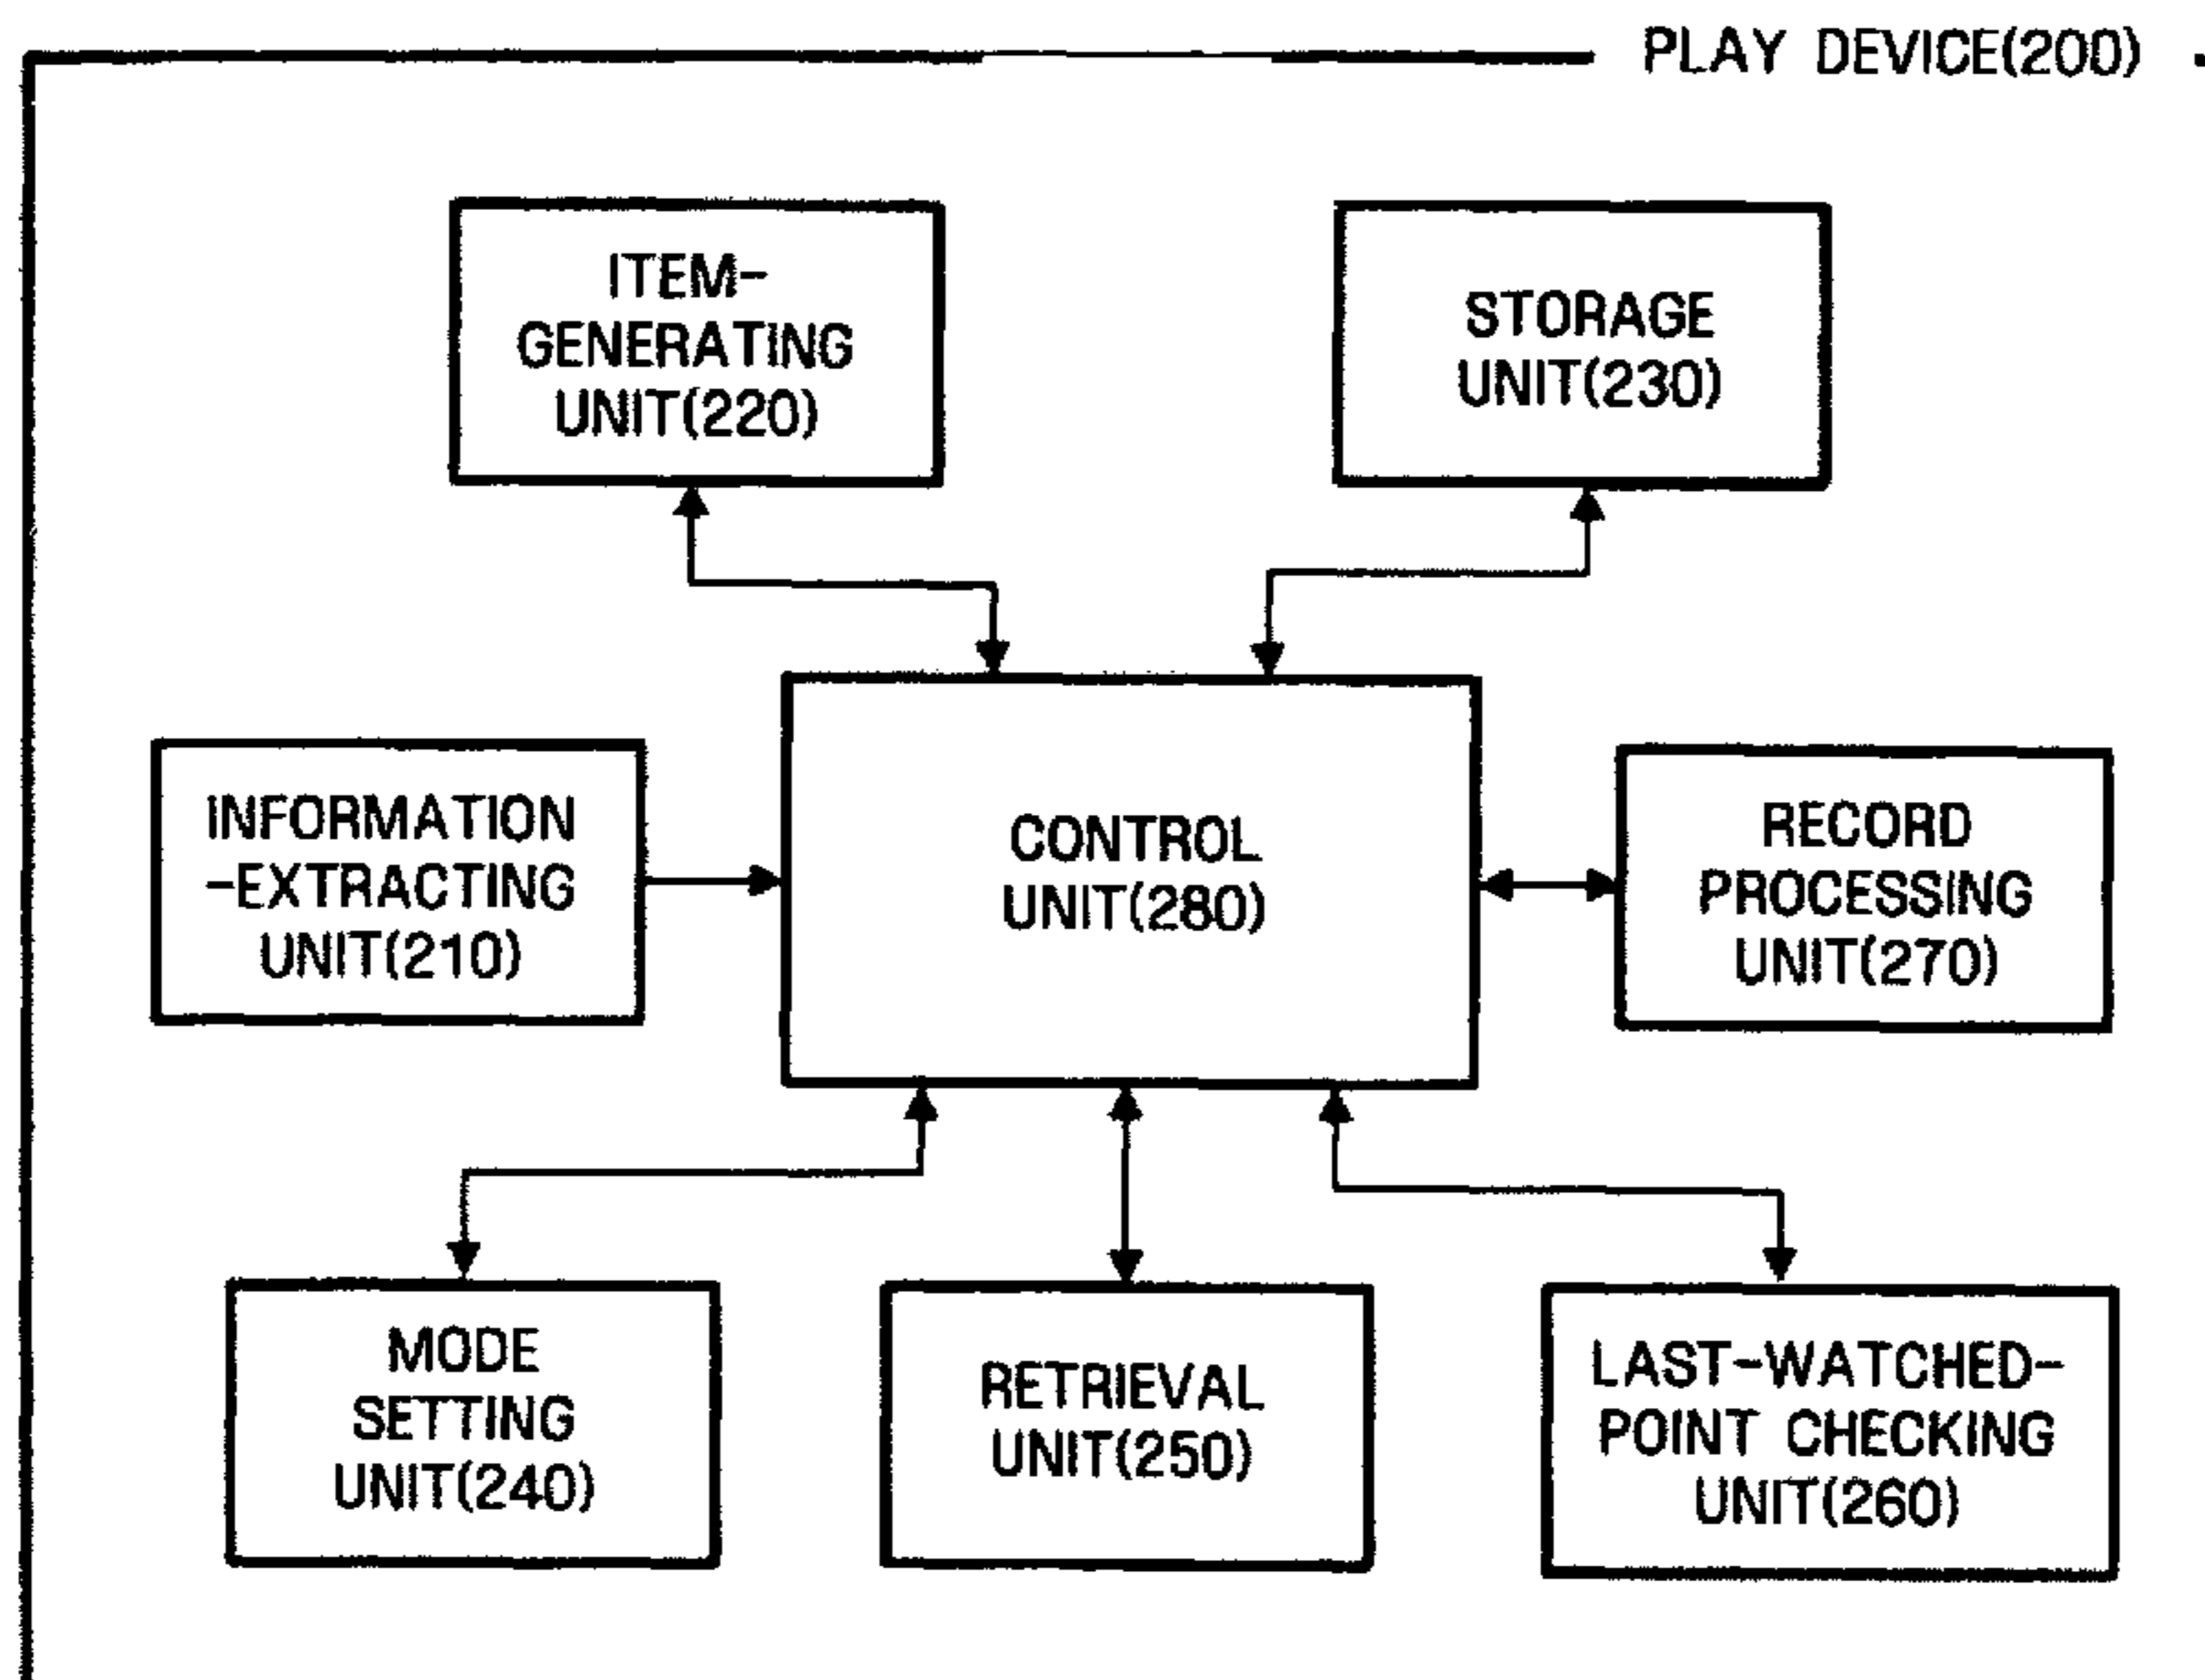 PLAY DEVICE(200)
ITEM-
GENERATING
UNIT(220)
STORAGE
UNIT(230)
INFORMATION
-EXTRACTING
UNIT(210)
CONTROL
UNIT(280)
RECORD
PROCESSING
UNIT(270)
MODE
SETTING
UNIT(240)
RETRIEVAL
UNIT(250)
LAST-WATCHED-
POINT CHECKING
UNIT(260)